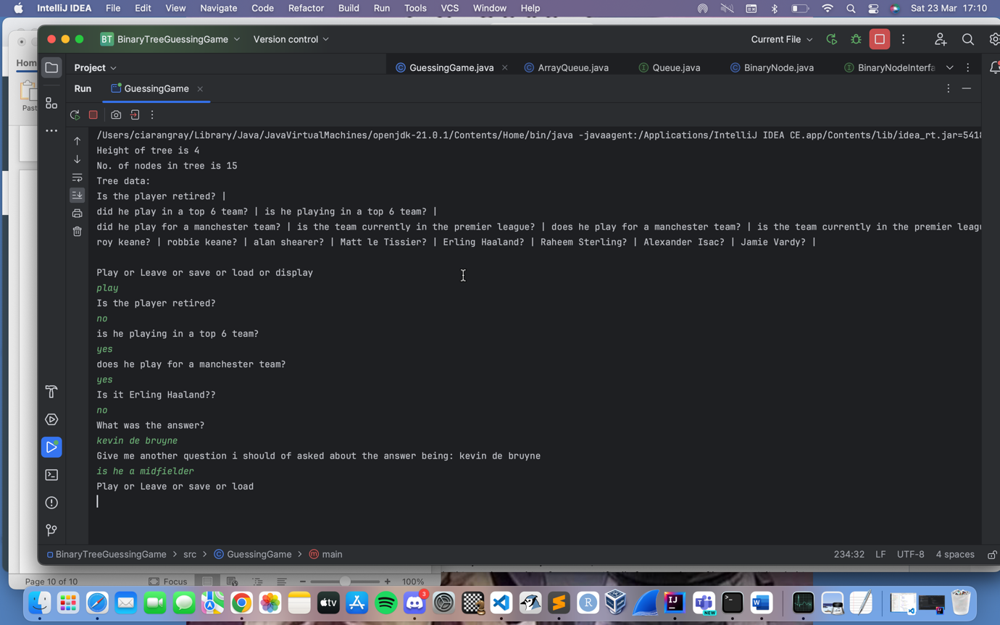 IntelliJ IDEA File Edit View Navigate Code Refactor Build Run Tools VCS Window Help Sat 23 Mar 17:10
BT BinaryTreeGuessingGame Version control Current File
Hom
Project GuessingGame.java ArrayQueue.java Queue.java BinaryNode.java BinaryNodeInterfa
Run GuessingGame
Past
/Users/ciarangray/Library/Java/JavaVirtualMachines/openjdk-21.0.1/Contents/Home/bin/java -javaagent:/Applications/IntelliJ IDEA CE.app/Contents/lib/idea_rt.jar=5418
Height of tree is 4
No. of nodes in tree is 15
Tree data:
Is the player retired? |
did he play in a top 6 team? | is he playing in a top 6 team? |
did he play for a manchester team? | is the team currently in the premier league? | does he play for a manchester team? | is the team currently in the premier leagu
roy keane? | robbie keane? | alan shearer? | Matt le Tissier? | Erling Haaland? | Raheem Sterling? | Alexander Isac? | Jamie Vardy? |
Play or Leave or save or load or display
play
Is the player retired?
no
is he playing in a top 6 team?
yes
does he play for a manchester team?
yes
Is it Erling Haaland??
no
What was the answer?
kevin de bruyne
Give me another question i should of asked about the answer being: kevin de bruyne
is he a midfielder
Play or Leave or save or load
BinaryTreeGuessingGame > src > GuessingGame > main 234:32 LF UTF-8 4 spaces
Page 10 of 10 Focus 100%
3
tv
R
IJ
NEW
W